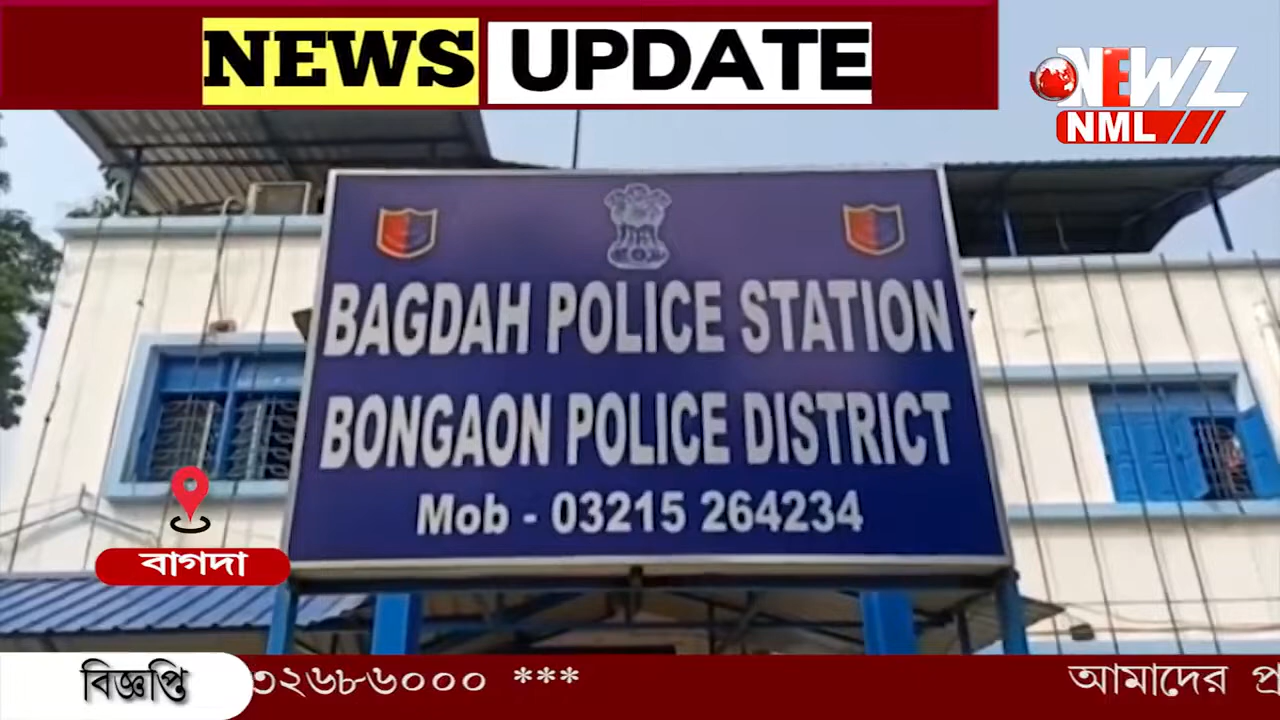 NEWS UPDATE
NEWZ
NML
BAGDAH POLICE STATION
BONGAON POLICE DISTRICT
Mob - 03215 264234
বাগদা
বিজ্ঞপ্তি
৩২৬৮৬০০০ *** আমাদের